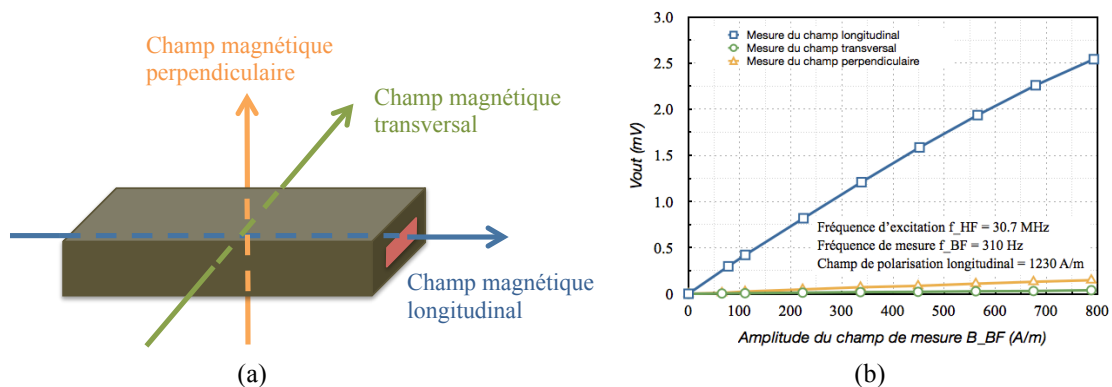 Champ magnétique
perpendiculaire
Champ magnétique
transversal
Champ magnétique
longitudinal
(a)
3.0
2.5
2.0
1.5
1.0
0.5
0
Vout (mV)
Mesure du champ longitudinal
Mesure du champ transversal
Mesure du champ perpendiculaire
Fréquence d'excitation f_HF = 30.7 MHz
Fréquence de mesure f_BF = 310 Hz
Champ de polarisation longitudinal = 1230 A/m
0 100 200 300 400 500 600 700 800
Amplitude du champ de mesure B_BF (A/m)
(b)